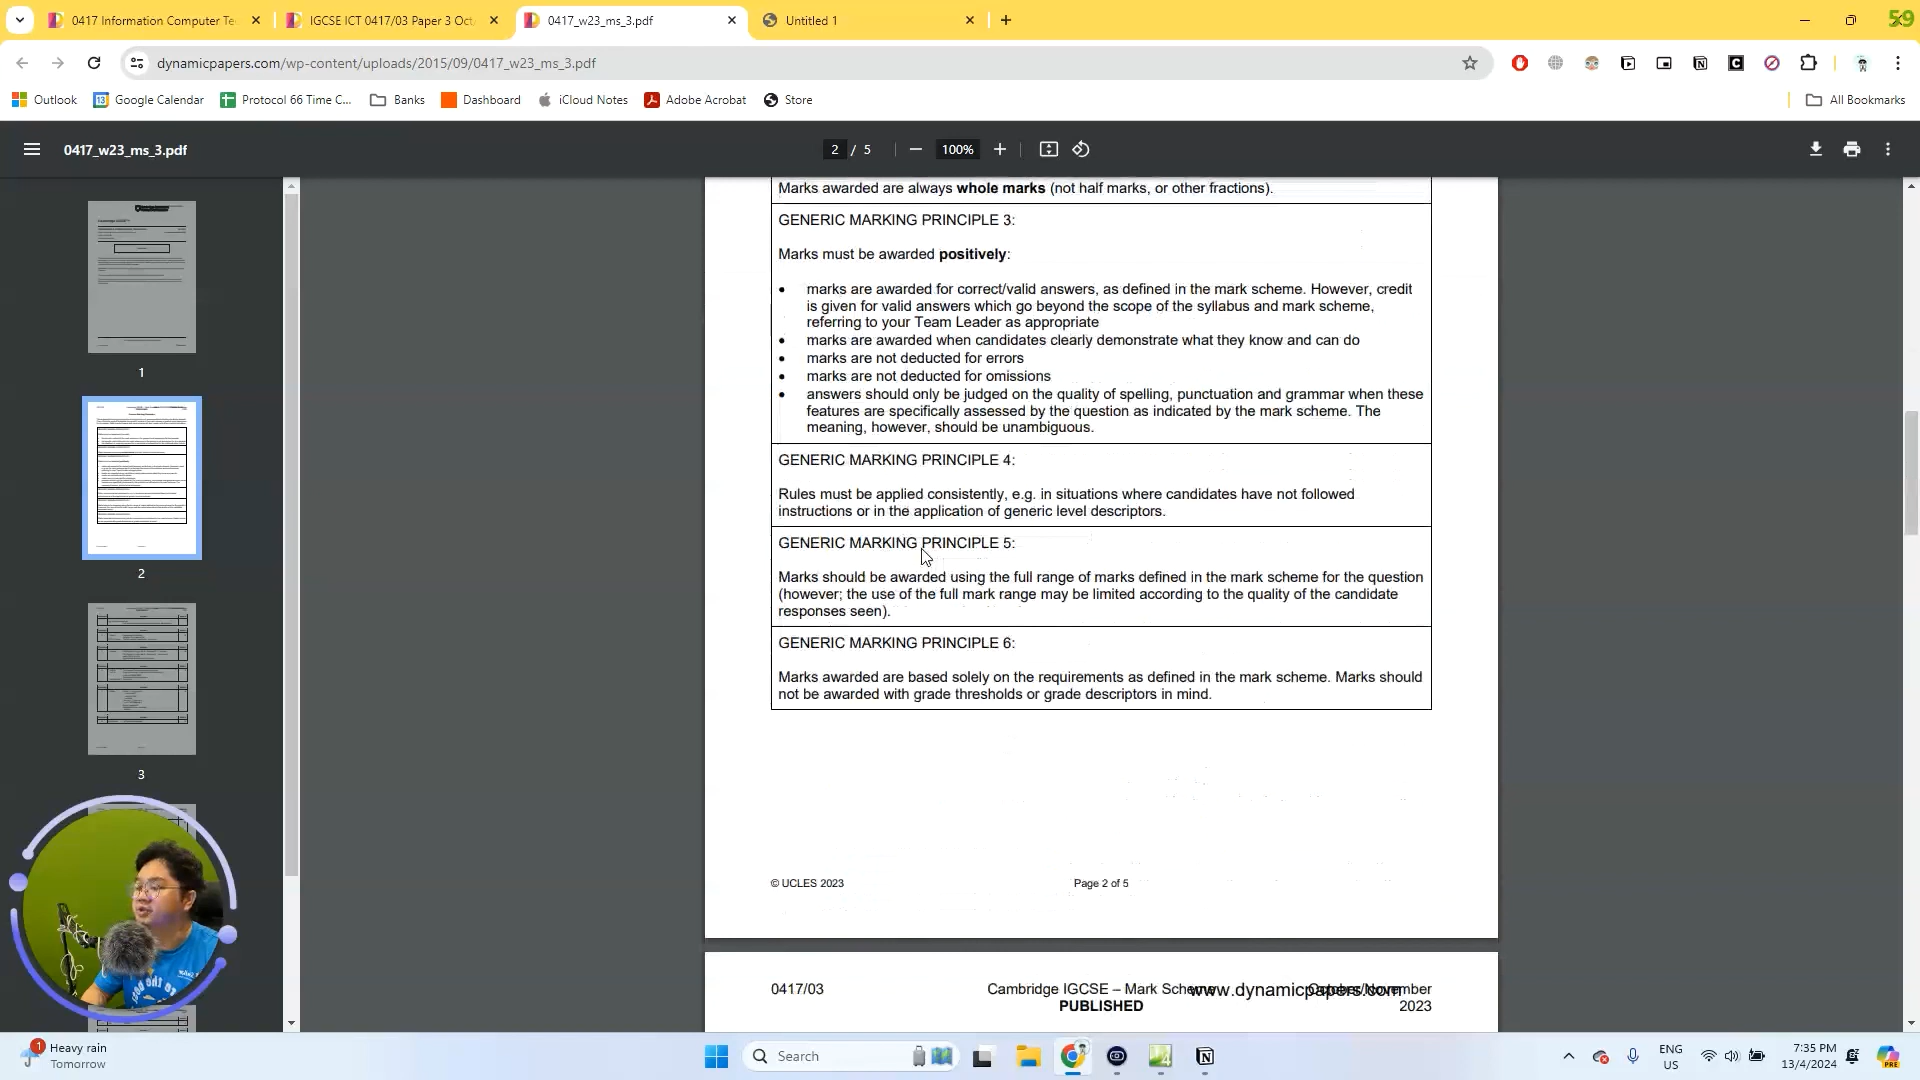 0417 Information Computer Te
IGCSE ICT 0417/03 Paper 3 Oct
0417_w23_ms_3.pdf
Untitled 1
59
dynamicpapers.com/wp-content/uploads/2015/09/0417_w23_ms_3.pdf
Outlook
Google Calendar
Protocol 66 Time C...
Banks
Dashboard
iCloud Notes
Adobe Acrobat
Store
All Bookmarks
0417_w23_ms_3.pdf
2 / 5
100%
1
2
3
Marks awarded are always whole marks (not half marks, or other fractions).
GENERIC MARKING PRINCIPLE 3:
Marks must be awarded positively:
• marks are awarded for correct/valid answers, as defined in the mark scheme. However, credit
is given for valid answers which go beyond the scope of the syllabus and mark scheme,
referring to your Team Leader as appropriate
• marks are awarded when candidates clearly demonstrate what they know and can do
• marks are not deducted for errors
• marks are not deducted for omissions
• answers should only be judged on the quality of spelling, punctuation and grammar when these
features are specifically assessed by the question as indicated by the mark scheme. The
meaning, however, should be unambiguous.
GENERIC MARKING PRINCIPLE 4:
Rules must be applied consistently, e.g. in situations where candidates have not followed
instructions or in the application of generic level descriptors.
GENERIC MARKING PRINCIPLE 5:
Marks should be awarded using the full range of marks defined in the mark scheme for the question
(however; the use of the full mark range may be limited according to the quality of the candidate
responses seen).
GENERIC MARKING PRINCIPLE 6:
Marks awarded are based solely on the requirements as defined in the mark scheme. Marks should
not be awarded with grade thresholds or grade descriptors in mind.
© UCLES 2023
Page 2 of 5
0417/03
Cambridge IGCSE – Mark Scheme
www.dynamicpapers.com
October/November
PUBLISHED
2023
1
Heavy rain
Tomorrow
Search
ENG
US
7:35 PM
13/4/2024
PRE